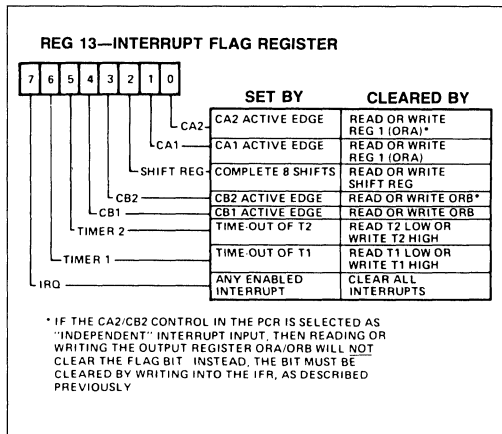 REG 13—INTERRUPT FLAG REGISTER
7 6 5 4 3 2 1 0
SET BY CLEARED BY
CA2 CA2 ACTIVE EDGE READ OR WRITE
REG 1 (ORA)*
CA1 CA1 ACTIVE EDGE READ OR WRITE
REG 1 (ORA)
SHIFT REG COMPLETE 8 SHIFTS READ OR WRITE
SHIFT REG
CB2 CB2 ACTIVE EDGE READ OR WRITE ORB*
CB1 CB1 ACTIVE EDGE READ OR WRITE ORB
TIMER 2 TIME-OUT OF T2 READ T2 LOW OR
WRITE T2 HIGH
TIMER 1 TIME-OUT OF T1 READ T1 LOW OR
WRITE T1 HIGH
IRQ ANY ENABLED CLEAR ALL
INTERRUPT INTERRUPTS
* IF THE CA2/CB2 CONTROL IN THE PCR IS SELECTED AS
"INDEPENDENT" INTERRUPT INPUT, THEN READING OR
WRITING THE OUTPUT REGISTER ORA/ORB WILL NOT
CLEAR THE FLAG BIT. INSTEAD, THE BIT MUST BE
CLEARED BY WRITING INTO THE IFR, AS DESCRIBED
PREVIOUSLY